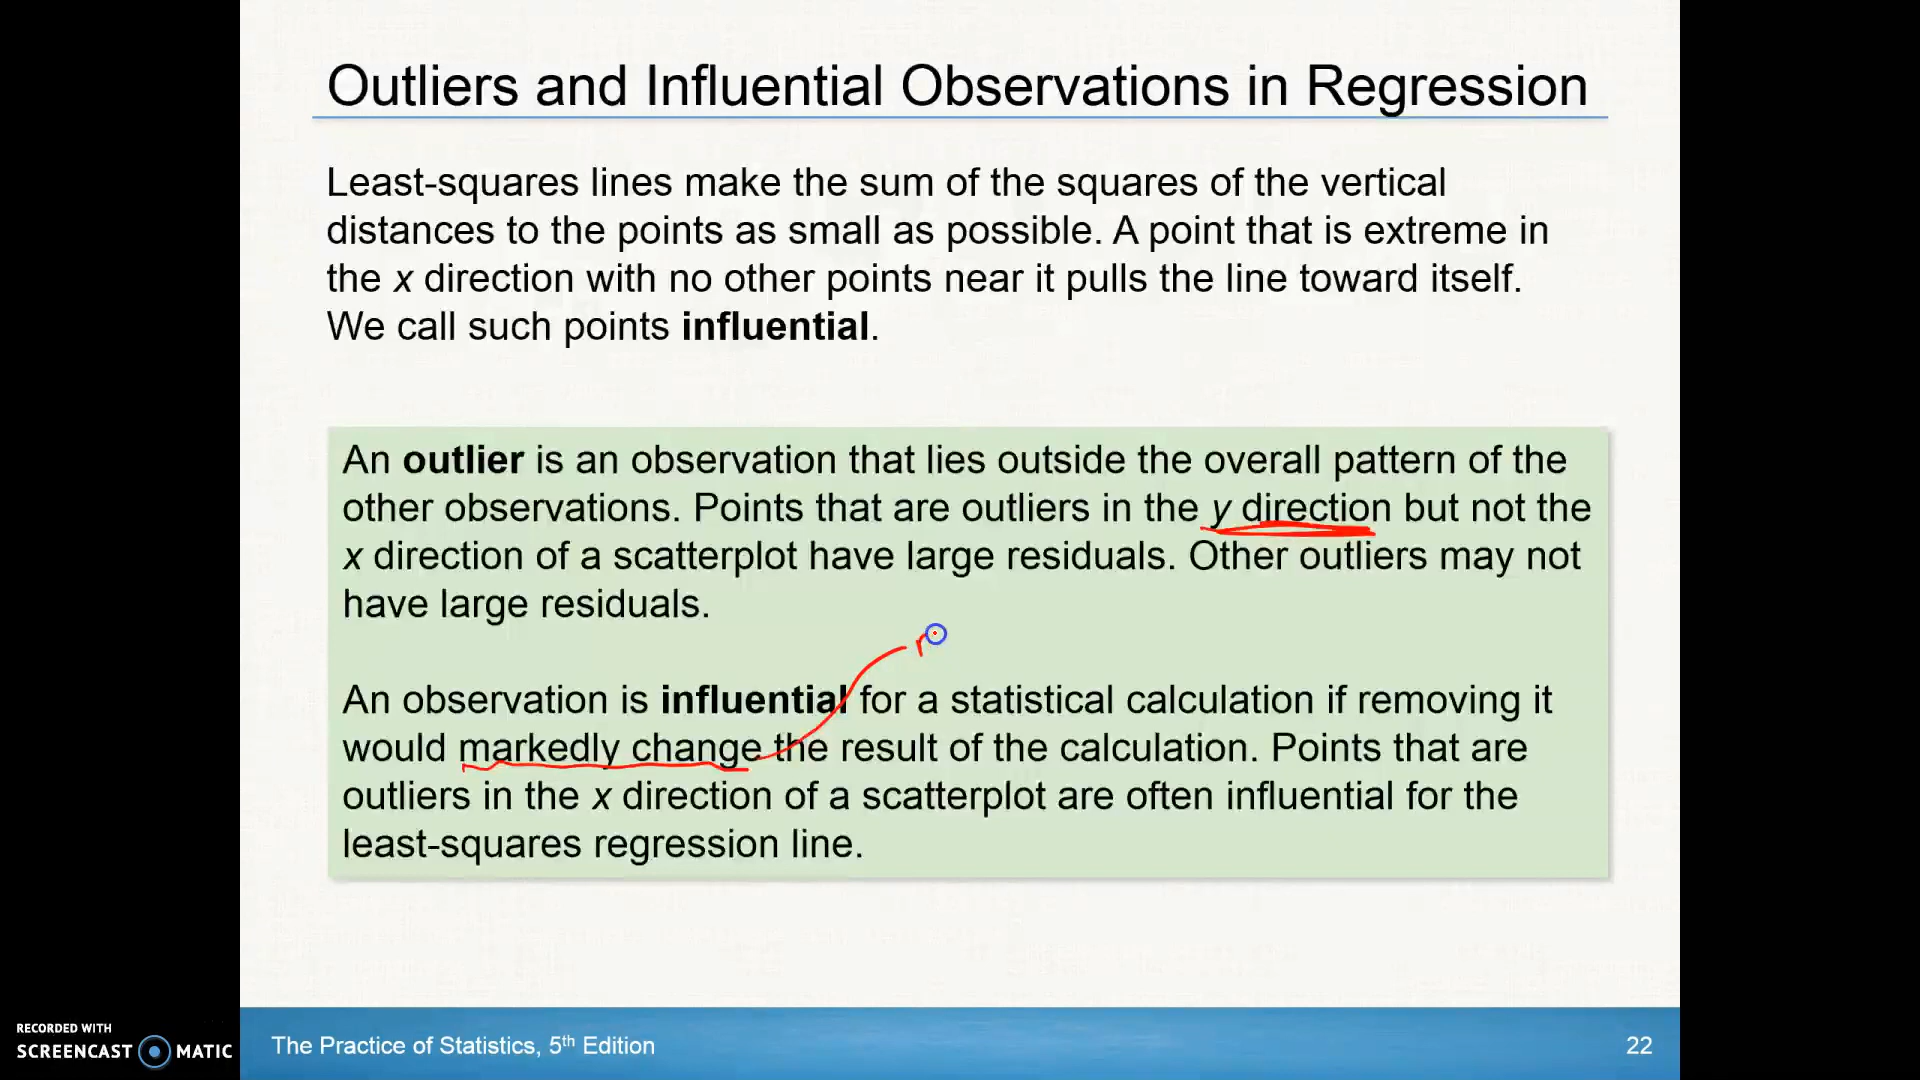 Outliers and Influential Observations in Regression
Least-squares lines make the sum of the squares of the vertical
distances to the points as small as possible. A point that is extreme in
the x direction with no other points near it pulls the line toward itself.
We call such points influential.
An outlier is an observation that lies outside the overall pattern of the
other observations. Points that are outliers in the y direction but not the
x direction of a scatterplot have large residuals. Other outliers may not
have large residuals.
r
An observation is influential for a statistical calculation if removing it
would markedly change the result of the calculation. Points that are
outliers in the x direction of a scatterplot are often influential for the
least-squares regression line.
RECORDED WITH
SCREENCAST MATIC
The Practice of Statistics, 5th Edition
22